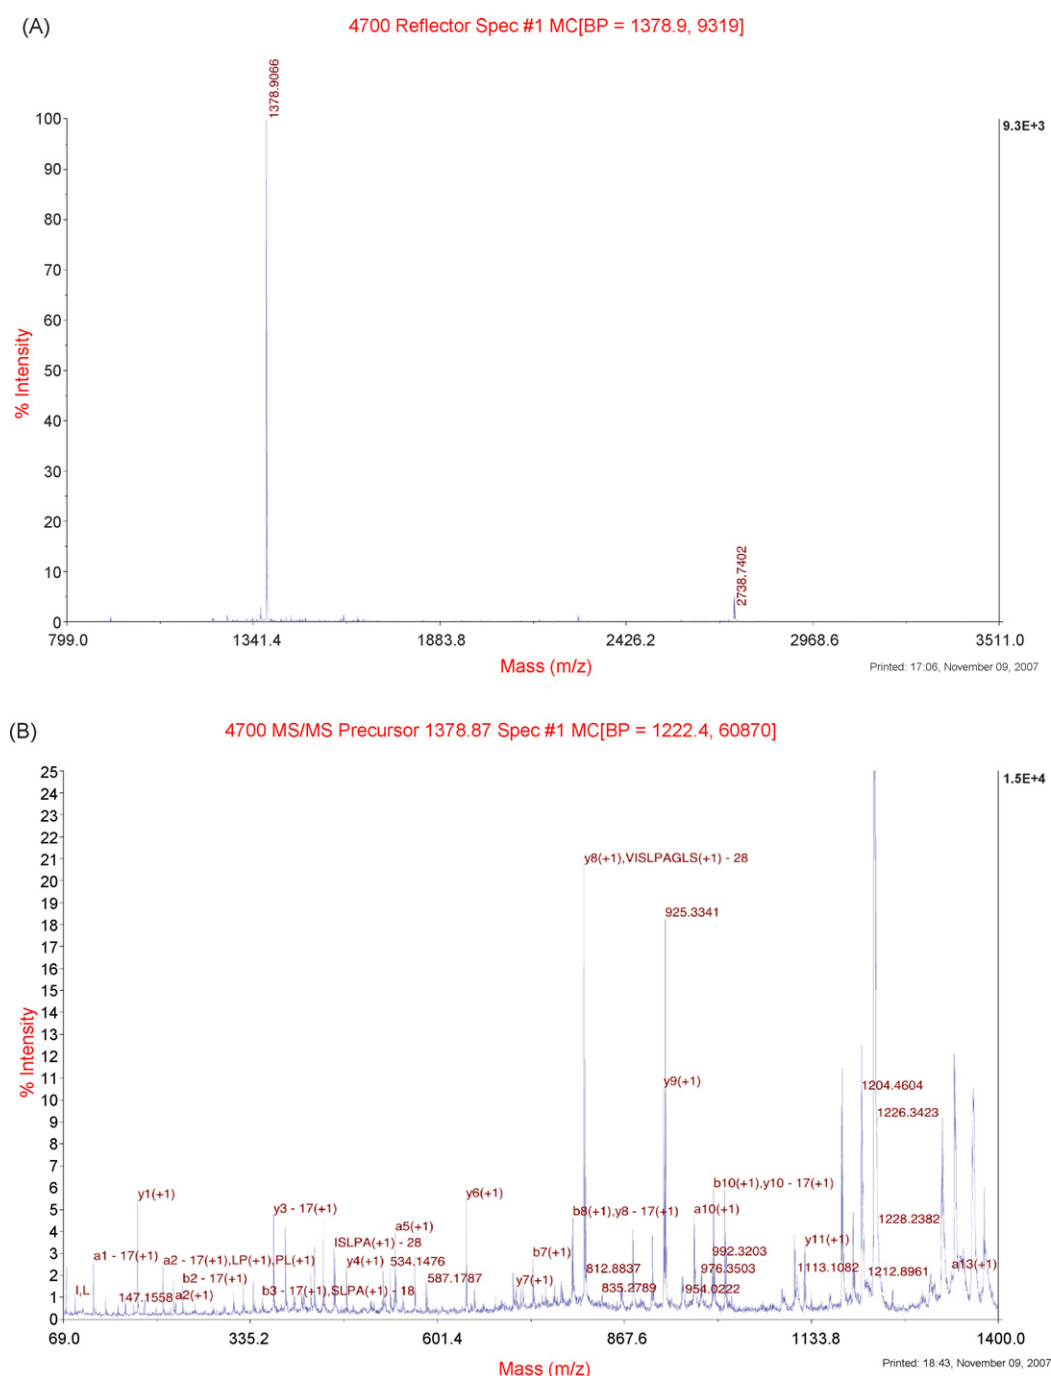 (A)
4700 Reflector Spec #1 MC[BP = 1378.9, 9319]
1378.9066
100
9.3E+3
90
80
70
60
50
40
30
20
10
0
% Intensity
2738.7402
799.0 1341.4 1883.8 2426.2 2968.6 3511.0
Mass (m/z)
Printed: 17:06, November 09, 2007
(B)
4700 MS/MS Precursor 1378.87 Spec #1 MC[BP = 1222.4, 60870]
25
1.5E+4
24
23
22
21
20
19
18
17
16
15
14
13
12
11
10
9
8
7
6
5
4
3
2
1
0
% Intensity
y8(+1),VISLPAGLS(+1) - 28
925.3341
y9(+1)
1204.4604
1226.3423
y1(+1)
y6(+1)
b10(+1),y10 - 17(+1)
y3 - 17(+1)
a5(+1)
b8(+1),y8 - 17(+1)
a10(+1)
1228.2382
a1 - 17(+1)
ISLPA(+1) - 28
b7(+1)
992.3203
y11(+1)
a2 - 17(+1),LP(+1),PL(+1)
y4(+1)
534.1476
812.8837
976.3503
1113.1082
1212.8961
a13(+1)
b2 - 17(+1)
587.1787
y7(+1)
835.2789
954.0222
I,L
147.1558
a2(+1)
b3 - 17(+1),SLPA(+1) - 18
69.0 335.2 601.4 867.6 1133.8 1400.0
Mass (m/z)
Printed: 18:43, November 09, 2007